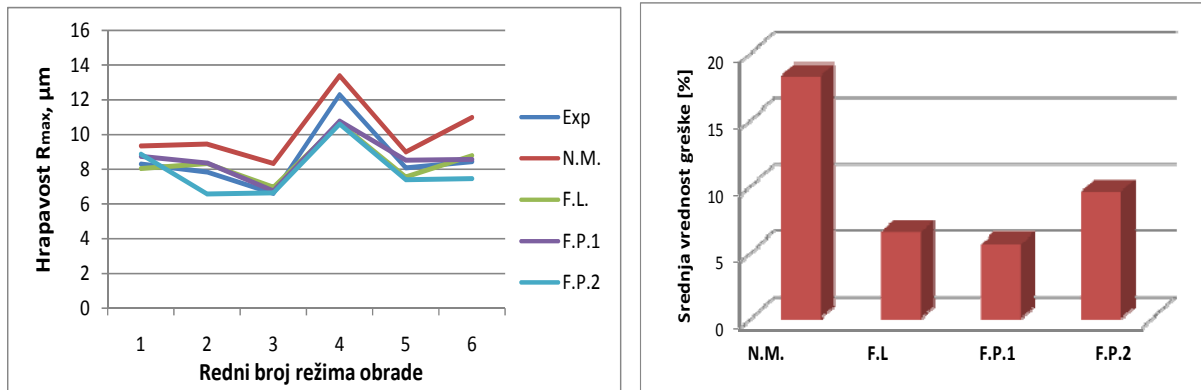 16
14
12
10
8
6
4
2
0
1 2 3 4 5 6
Hrapavost Rmax, µm
Redni broj režima obrade
Exp
N.M.
F.L.
F.P.1
F.P.2
20
15
10
5
0
Srednja vrednost greške [%]
N.M. F.L F.P.1 F.P.2